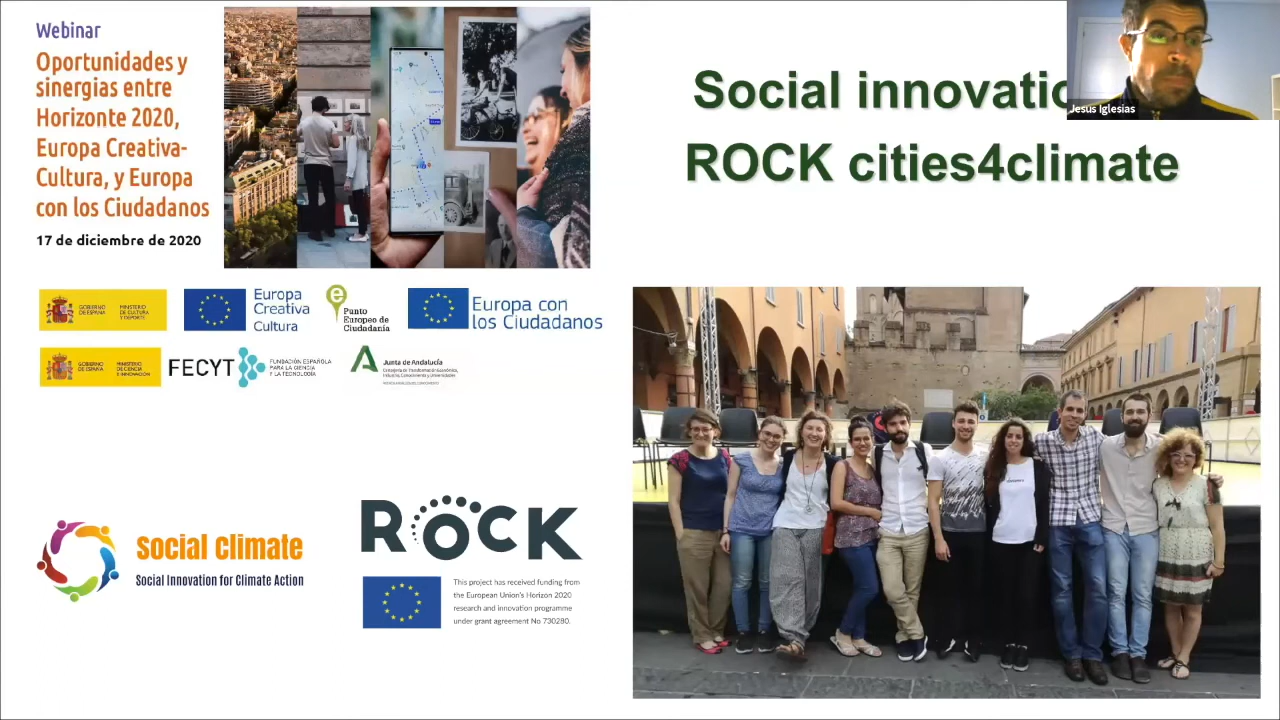 Webinar
Oportunidades y
sinergias entre
Horizonte 2020,
Europa Creativa-
Cultura, y Europa
con los Ciudadanos
17 de diciembre de 2020
Social innovatio
ROCK cities4climate
Jesus Iglesias
GOBIERNO
DE ESPAÑA
MINISTERIO
DE CULTURA
Y DEPORTE
Europa
Creativa
Cultura
e
Punto
Europeo de
Ciudadanía
Europa con
los Ciudadanos
GOBIERNO
DE ESPAÑA
MINISTERIO
DE CIENCIA
E INNOVACIÓN
FECYT
FUNDACIÓN ESPAÑOLA
PARA LA CIENCIA
Y LA TECNOLOGÍA
Junta de Andalucía
Consejería de Transformación Económica,
Industria, Conocimiento y Universidades
Social Climate
Social Innovation for Climate Action
ROCK
This project has received funding from
the European Union's Horizon 2020
research and innovation programme
under grant agreement No 730280.